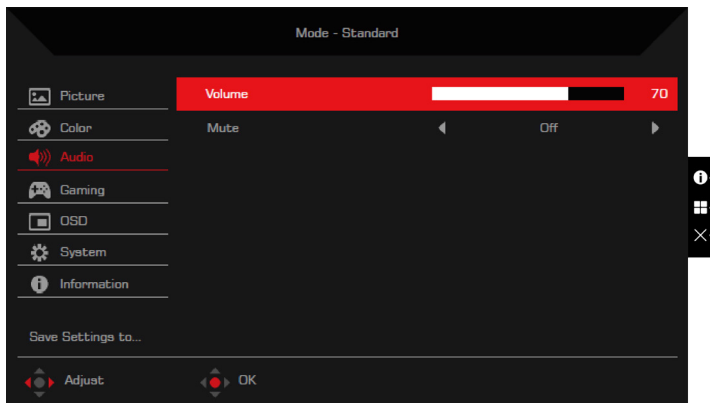 Mode - Standard
Picture
Volume 70
Color
Mute Off
Audio
Gaming
OSD
System
Information
Save Settings to...
Adjust OK